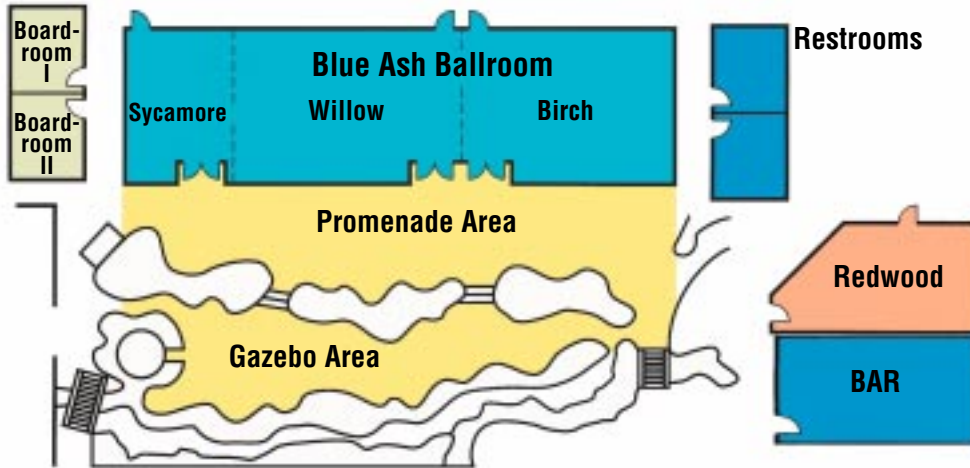 Board-
room
I
Board-
room
II
Blue Ash Ballroom
Sycamore
Willow
Birch
Restrooms
Promenade Area
Gazebo Area
Redwood
BAR